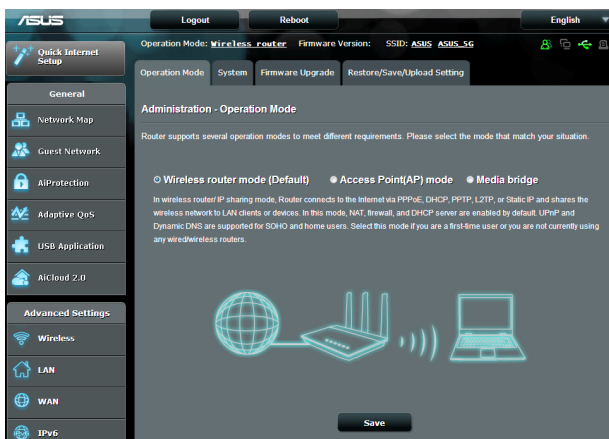 ASUS
Logout
Reboot
English
Quick Internet
Setup
Operation Mode: Wireless router Firmware Version: SSID: ASUS ASUS_5G
Operation Mode
System
Firmware Upgrade
Restore/Save/Upload Setting
General
Network Map
Guest Network
AiProtection
Adaptive QoS
USB Application
AiCloud 2.0
Advanced Settings
Wireless
LAN
WAN
IPv6
Administration - Operation Mode
Router supports several operation modes to meet different requirements. Please select the mode that match your situation.
Wireless router mode (Default)
Access Point(AP) mode
Media bridge
In wireless router/ IP sharing mode, Router connects to the Internet via PPPoE, DHCP, PPTP, L2TP, or Static IP and shares the
wireless network to LAN clients or devices. In this mode, NAT, firewall, and DHCP server are enabled by default. UPnP and
Dynamic DNS are supported for SOHO and home users. Select this mode if you are a first-time user or you are not currently using
any wired/wireless routers.
Save